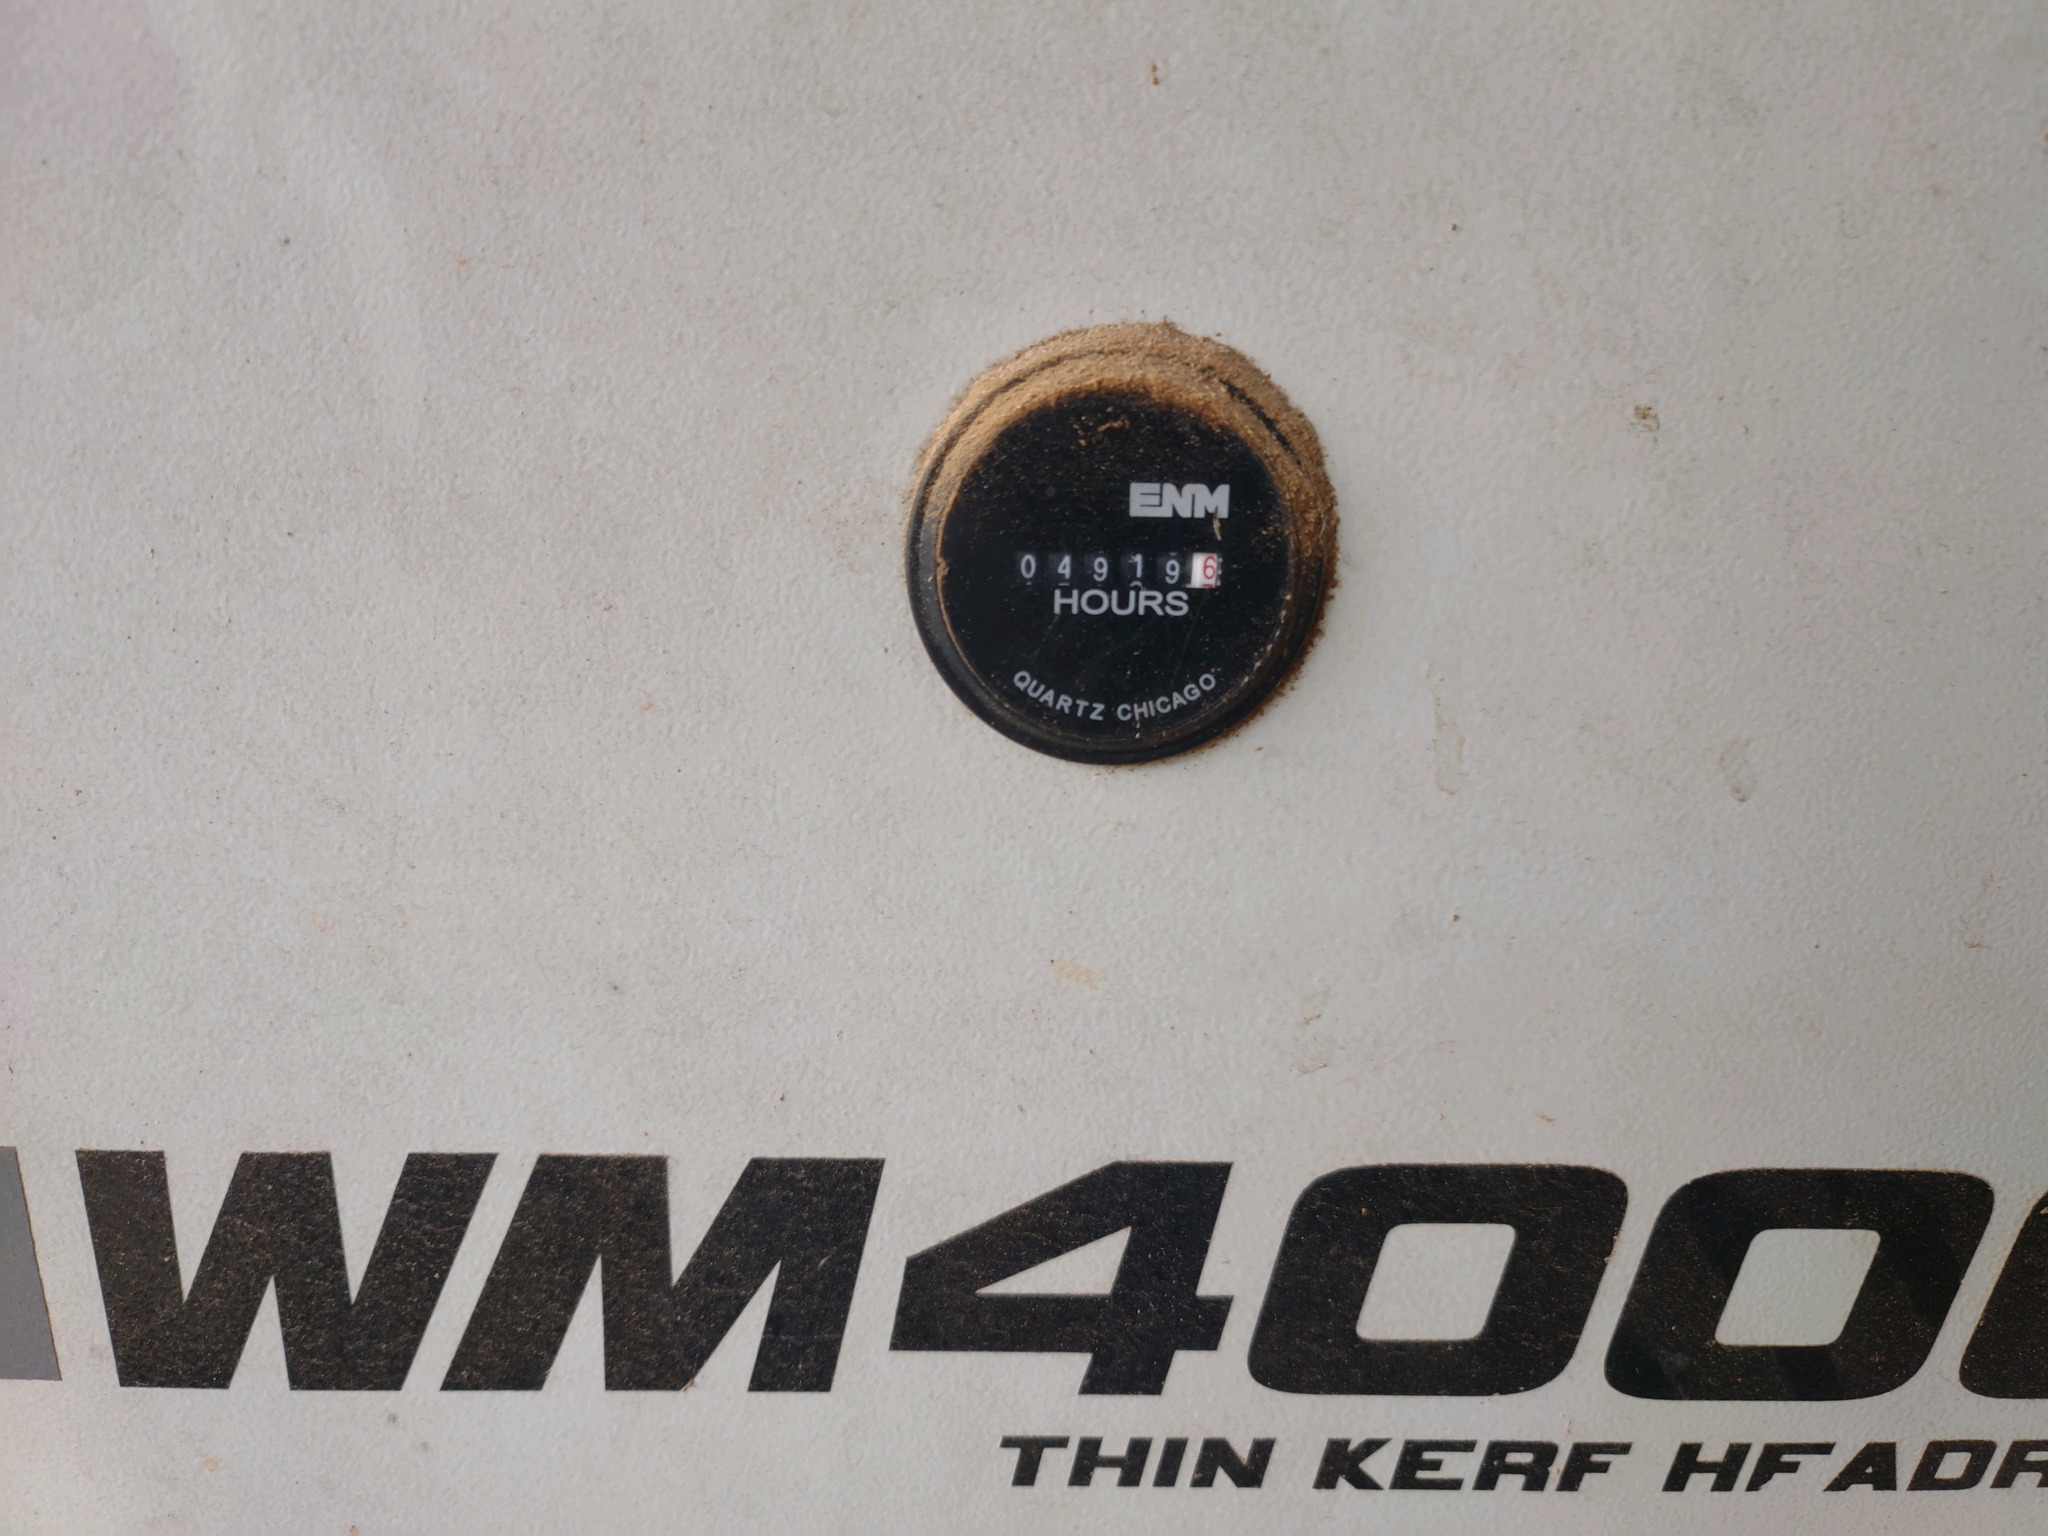 ENM
049196
HOURS
QUARTZ CHICAGO
WM400
THIN KERF HEADR